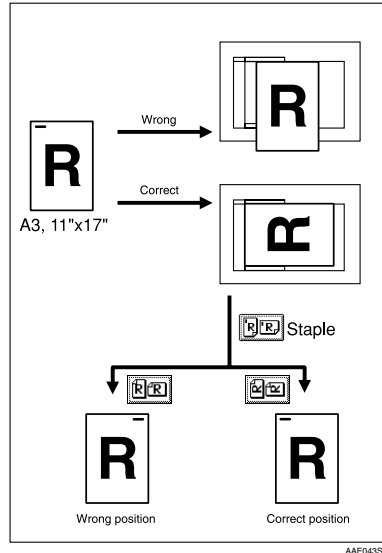 R
Wrong
R
A3, 11"x17"
Correct
R
R R Staple
R R
R R
R
R
Wrong position
Correct position
AAE043S